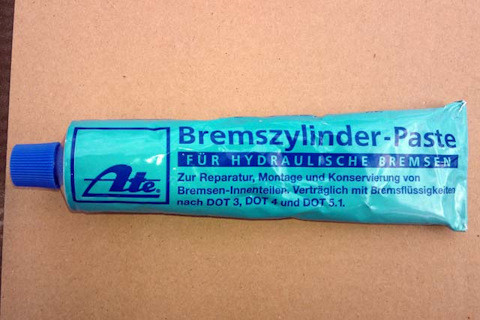 Ate®
Bremszylinder-Paste
FÜR HYDRAULISCHE BREMSEN
Zur Reparatur, Montage und Konservierung von
Bremsen-Innenteilen. Verträglich mit Bremsflüssigkeiten
nach DOT 3, DOT 4 und DOT 5.1.